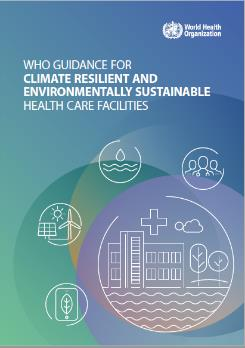 World Health
Organization
WHO GUIDANCE FOR
CLIMATE RESILIENT AND
ENVIRONMENTALLY SUSTAINABLE
HEALTH CARE FACILITIES